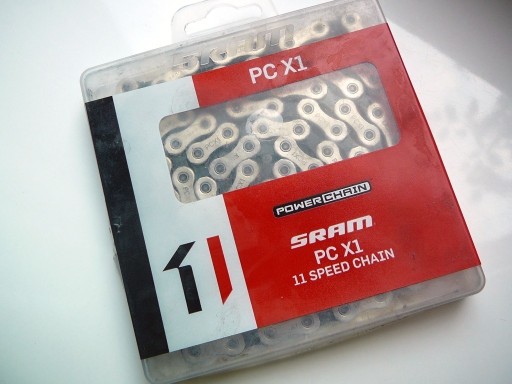 PC X1
POWERCHAIN
SRAM
PC X1
11 SPEED CHAIN